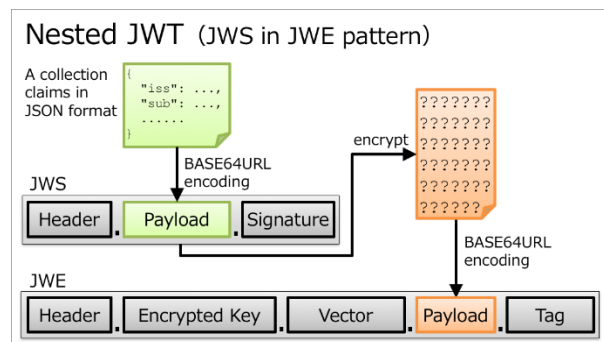 Nested JWT (JWS in JWE pattern)
A collection
claims in
JSON format
{
"iss": ...,
"sub": ...,
......
}
BASE64URL
encoding
encrypt
???????
???????
???????
???????
???????
??????
JWS
Header . Payload . Signature
BASE64URL
encoding
JWE
Header . Encrypted Key . Vector . Payload . Tag